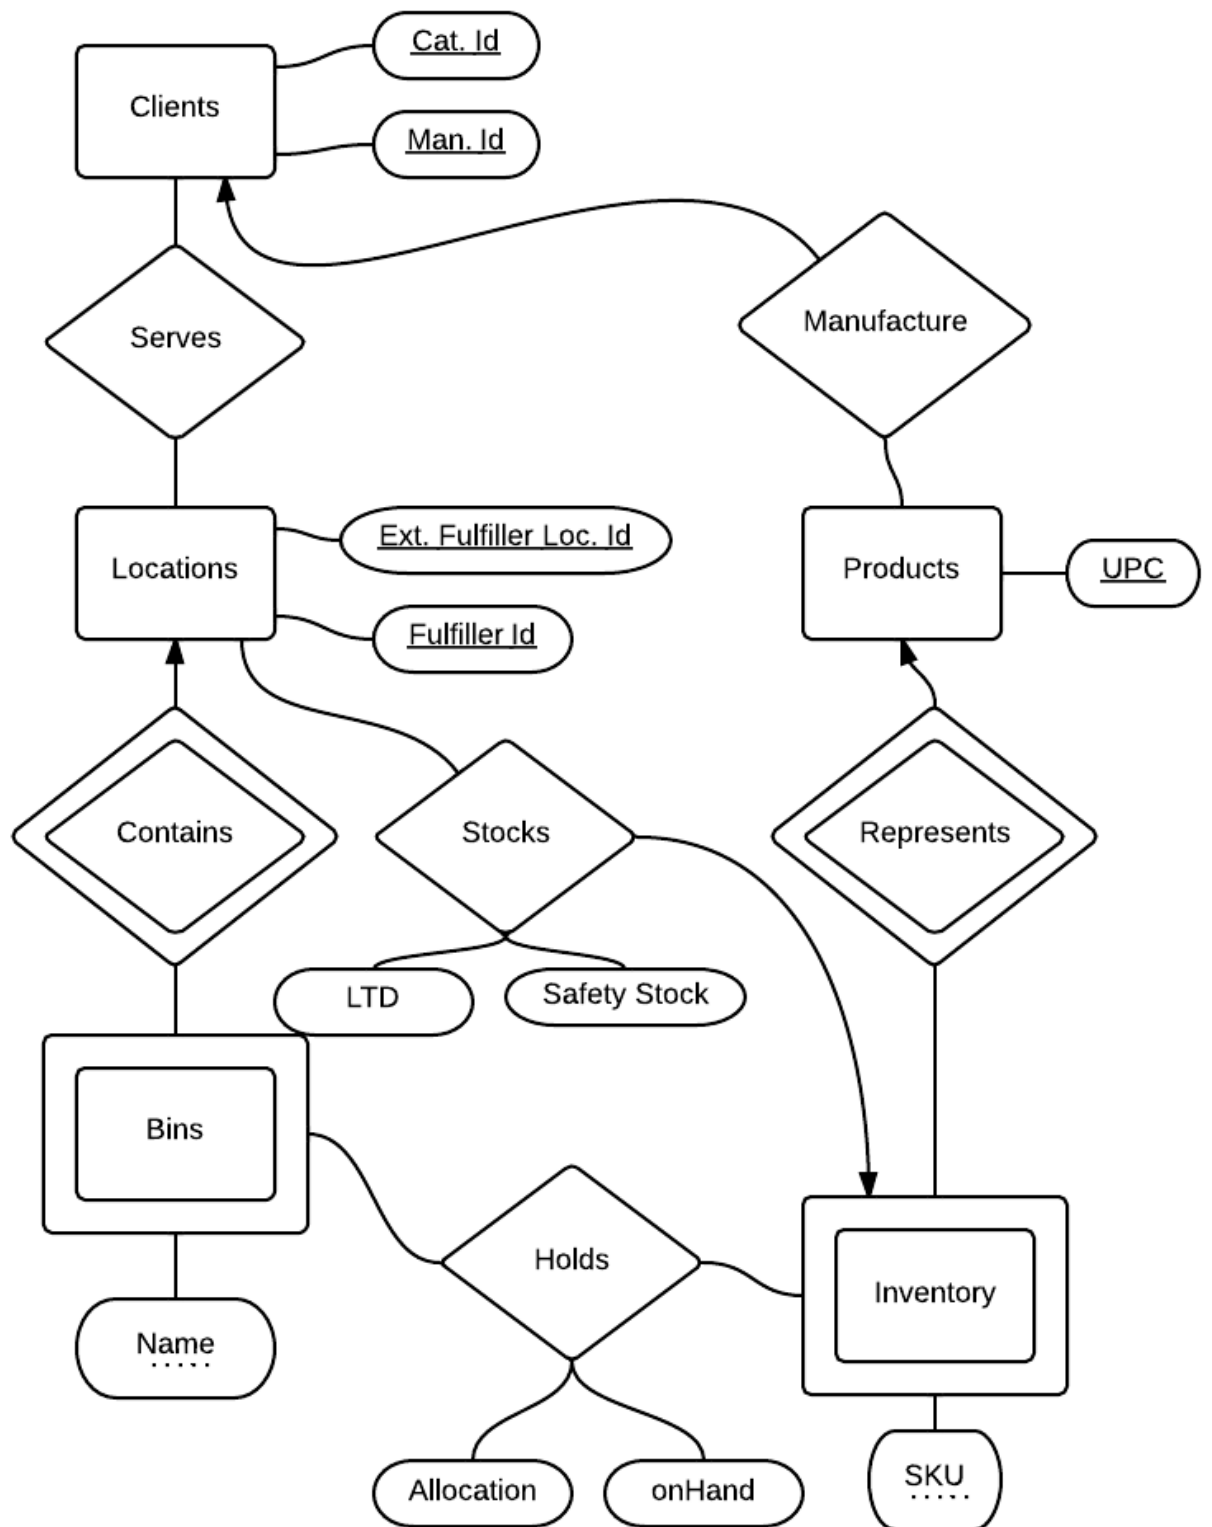 Cat. Id
Clients
Man. Id
Manufacture
Serves
Ext. Fulfiller Loc. Id
Locations
Products
UPC
Fulfiller Id
Contains
Stocks
Represents
LTD
Safety Stock
Bins
Holds
Inventory
Name
Allocation
onHand
SKU